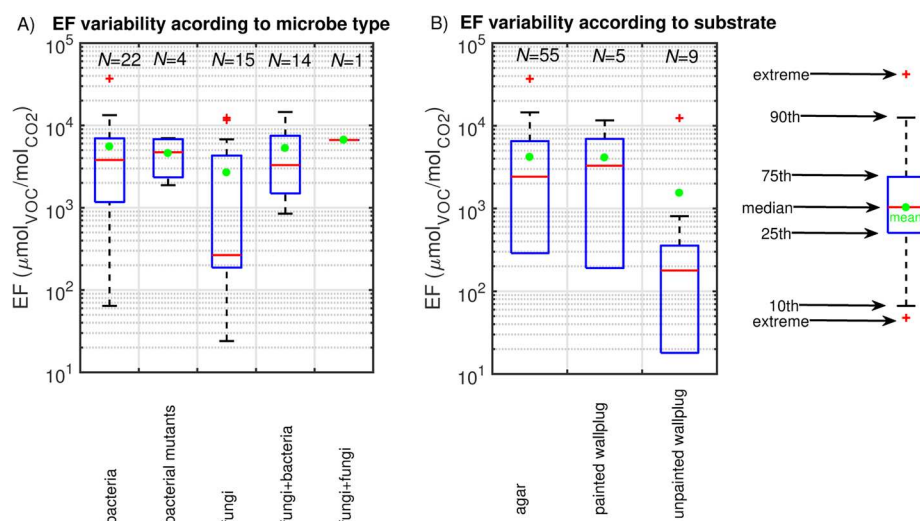 A) EF variability acording to microbe type
N=22 N=4 N=15 N=14 N=1
10^5
10^4
10^3
10^2
10^1
EF (μmol_VOC/mol_CO2)
bacteria
bacterial mutants
fungi
fungi+bacteria
fungi+fungi
B) EF variability according to substrate
N=55 N=5 N=9
10^5
10^4
10^3
10^2
10^1
EF (μmol_VOC/mol_CO2)
agar
painted wallplug
unpainted wallplug
extreme
90th
75th
median
mean
25th
10th
extreme